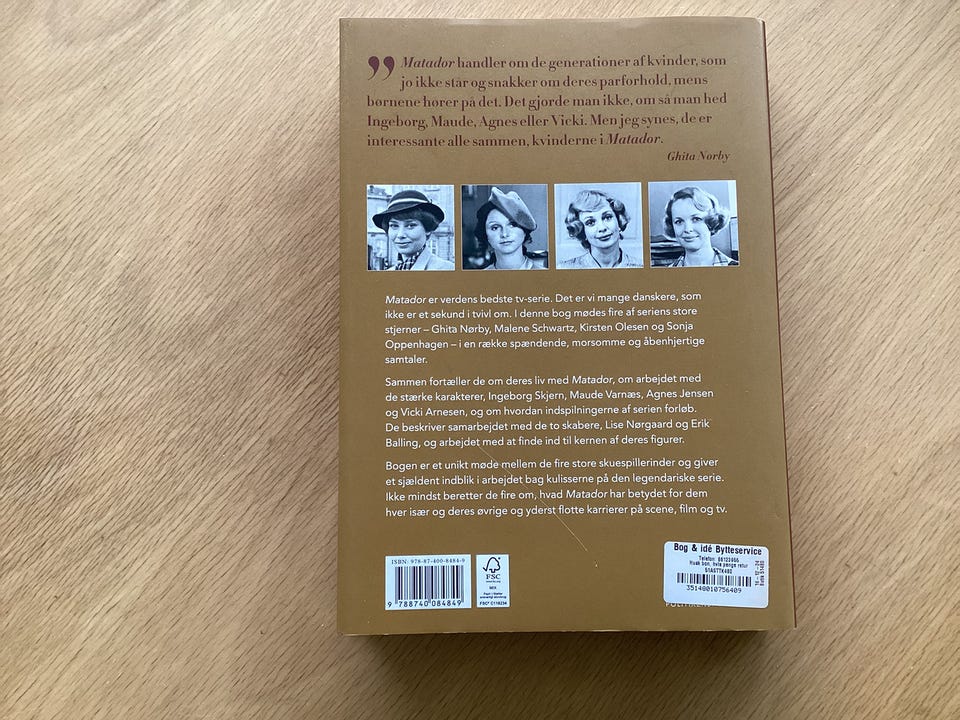 ”
Matador handler om de generationer af kvinder, som
jo ikke står og snakker om deres parforhold, mens
børnene hører på det. Det gjorde man ikke, om så man hed
Ingeborg, Maude, Agnes eller Vicki. Men jeg synes, de er
interessante alle sammen, kvinderne i Matador.
Ghita Nørby
Matador er verdens bedste tv-serie. Det er vi mange danskere, som
ikke er et sekund i tvivl om. I denne bog mødes fire af seriens store
stjerner – Ghita Nørby, Malene Schwartz, Kirsten Olesen og Sonja
Oppenhagen – i en række spændende, morsomme og åbenhjertige
samtaler.
Sammen fortæller de om deres liv med Matador, om arbejdet med
de stærke karakterer, Ingeborg Skjern, Maude Varnæs, Agnes Jensen
og Vicki Arnesen, og om hvordan indspilningerne af serien forløb.
De beskriver samarbejdet med de to skabere, Lise Nørgaard og Erik
Balling, og arbejdet med at finde ind til kernen af deres figurer.
Bogen er et unikt møde mellem de fire store skuespillerinder og giver
et sjældent indblik i arbejdet bag kulisserne på den legendariske serie.
Ikke mindst beretter de fire om, hvad Matador har betydet for dem
hver især og deres øvrige og yderst flotte karrierer på scene, film og tv.
ISBN: 978-87-400-8484-9
9 788740 084849
FSC
MIX
FSC® C118234
Bog & idé Bytteservice
Husk bon, hvis penge retur
35148010756409